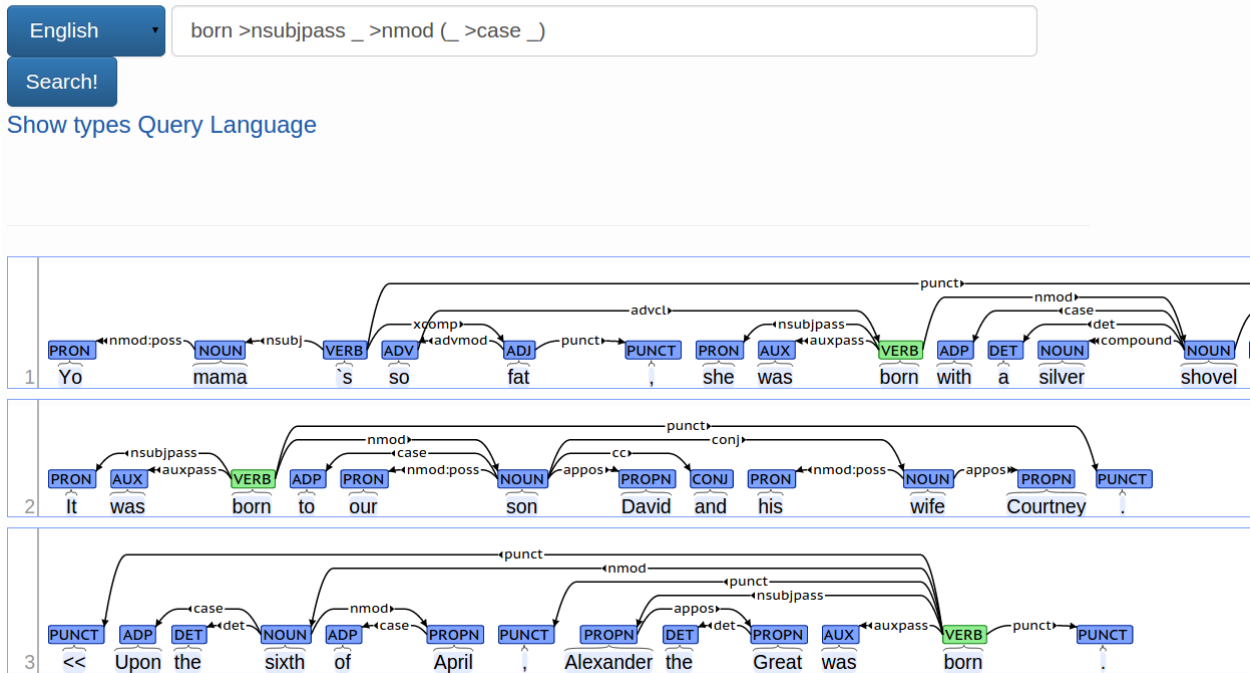 English
born >nsubjpass _ >nmod (_ >case _)
Search!
Show types Query Language
punct
nmod
advcl case
xcomp nsubjpass det
nmod:poss nsubj advmod punct auxpass compound
PRON NOUN VERB ADV ADJ PUNCT PRON AUX VERB ADP DET NOUN NOUN
1 Yo mama `s so fat , she was born with a silver shovel
punct
nmod conj
nsubjpass case cc
auxpass nmod:poss appos nmod:poss appos
PRON AUX VERB ADP PRON NOUN PROPN CONJ PRON NOUN PROPN PUNCT
2 It was born to our son David and his wife Courtney .
punct
nmod
punct
nsubjpass
case nmod appos
det case det auxpass punct
PUNCT ADP DET NOUN ADP PROPN PUNCT PROPN DET PROPN AUX VERB PUNCT
3 << Upon the sixth of April , Alexander the Great was born .